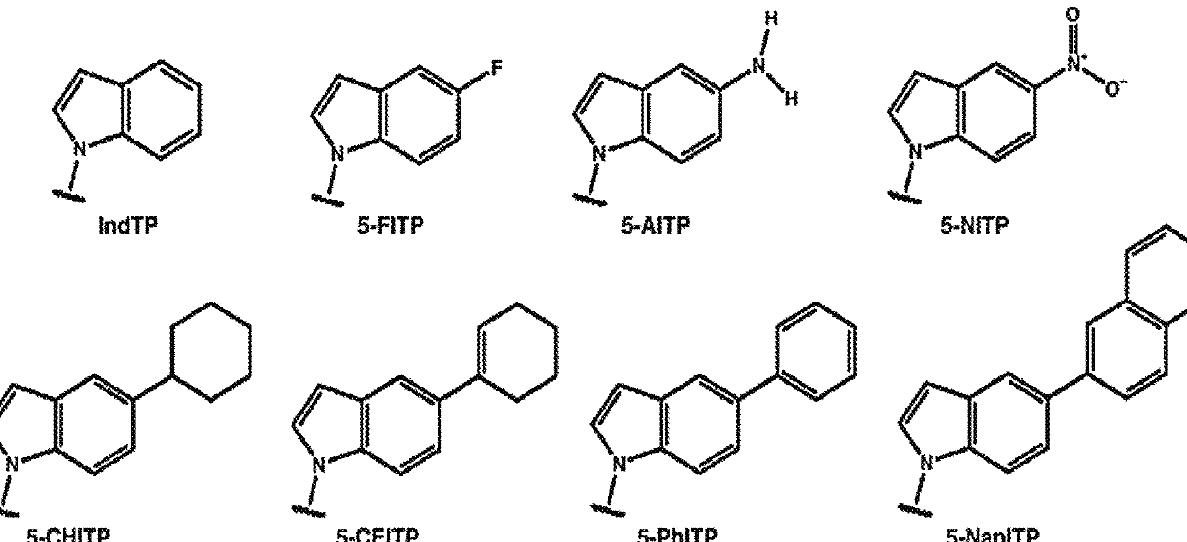 H
O
F
N
N⁺
H
O⁻
N
N
N
N
IndTP
5-FITP
5-AITP
5-NITP
N
N
N
N
5-CHITP
5-CEITP
5-PhITP
5-NapITP